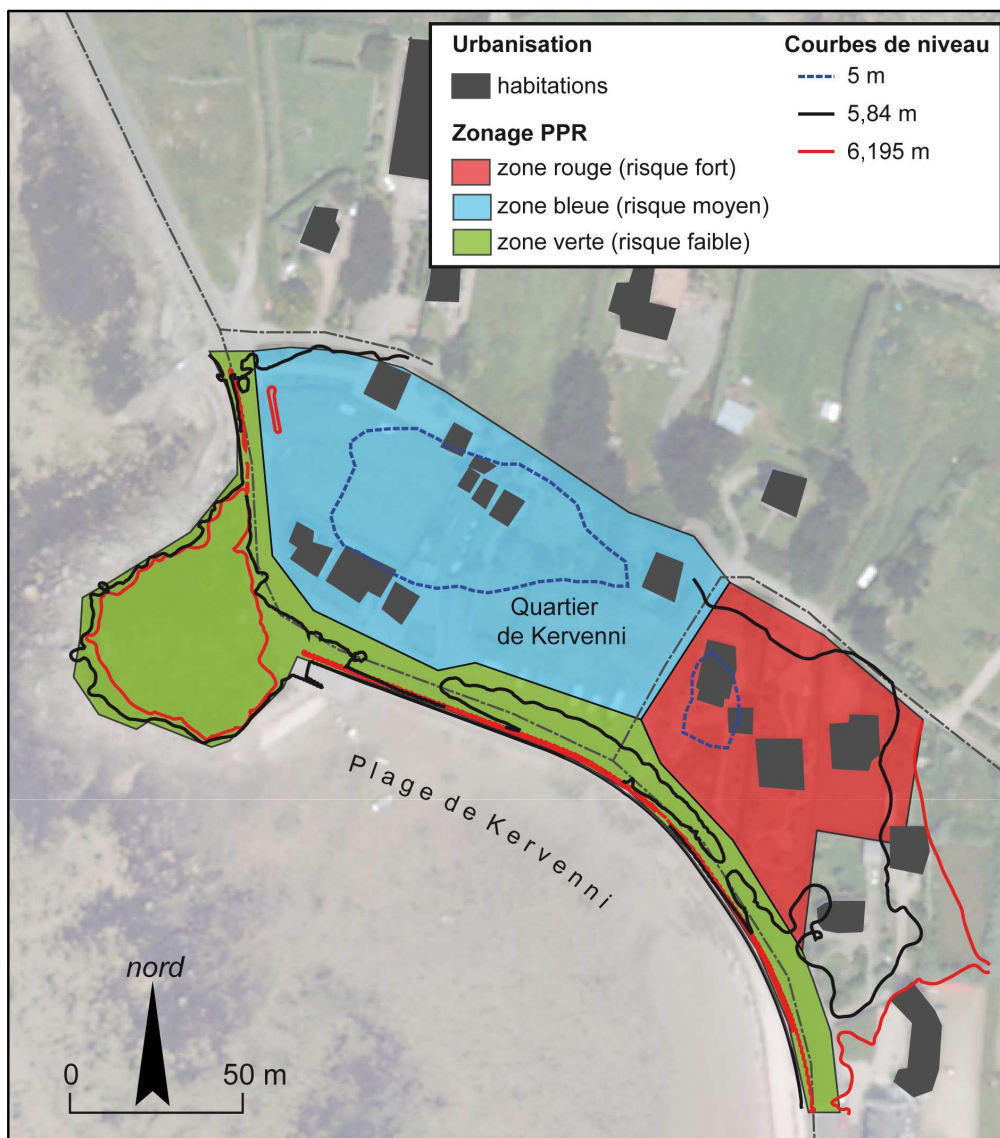 Urbanisation
habitations
Zonage PPR
zone rouge (risque fort)
zone bleue (risque moyen)
zone verte (risque faible)
Courbes de niveau
5 m
5,84 m
6,195 m
Quartier
de Kervenni
Plage de Kervenni
nord
0 50 m